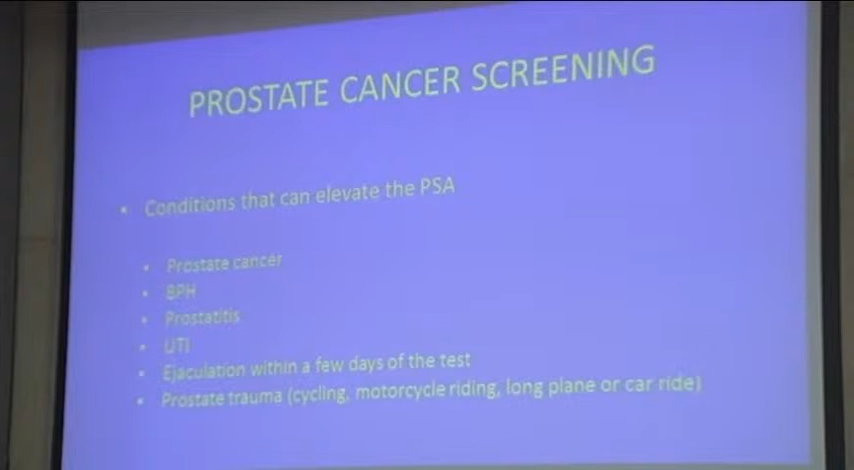 PROSTATE CANCER SCREENING
• Conditions that can elevate the PSA
• Prostate cancer
• BPH
• Prostatitis
• UTI
• Ejaculation within a few days of the test
• Prostate trauma (cycling, motorcycle riding, long plane or car ride)